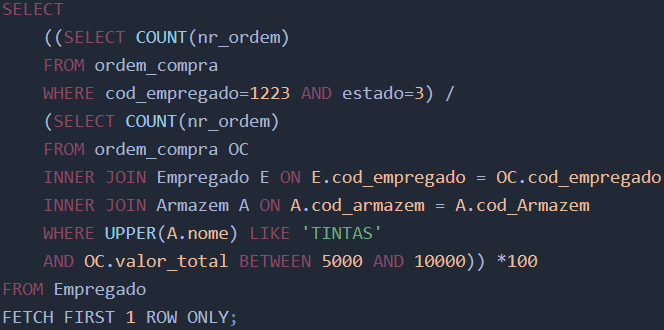 SELECT
((SELECT COUNT(nr_ordem)
FROM ordem_compra
WHERE cod_empregado=1223 AND estado=3) /
(SELECT COUNT(nr_ordem)
FROM ordem_compra OC
INNER JOIN Empregado E ON E.cod_empregado = OC.cod_empregado
INNER JOIN Armazem A ON A.cod_armazem = A.cod_Armazem
WHERE UPPER(A.nome) LIKE 'TINTAS'
AND OC.valor_total BETWEEN 5000 AND 10000)) *100
FROM Empregado
FETCH FIRST 1 ROW ONLY;